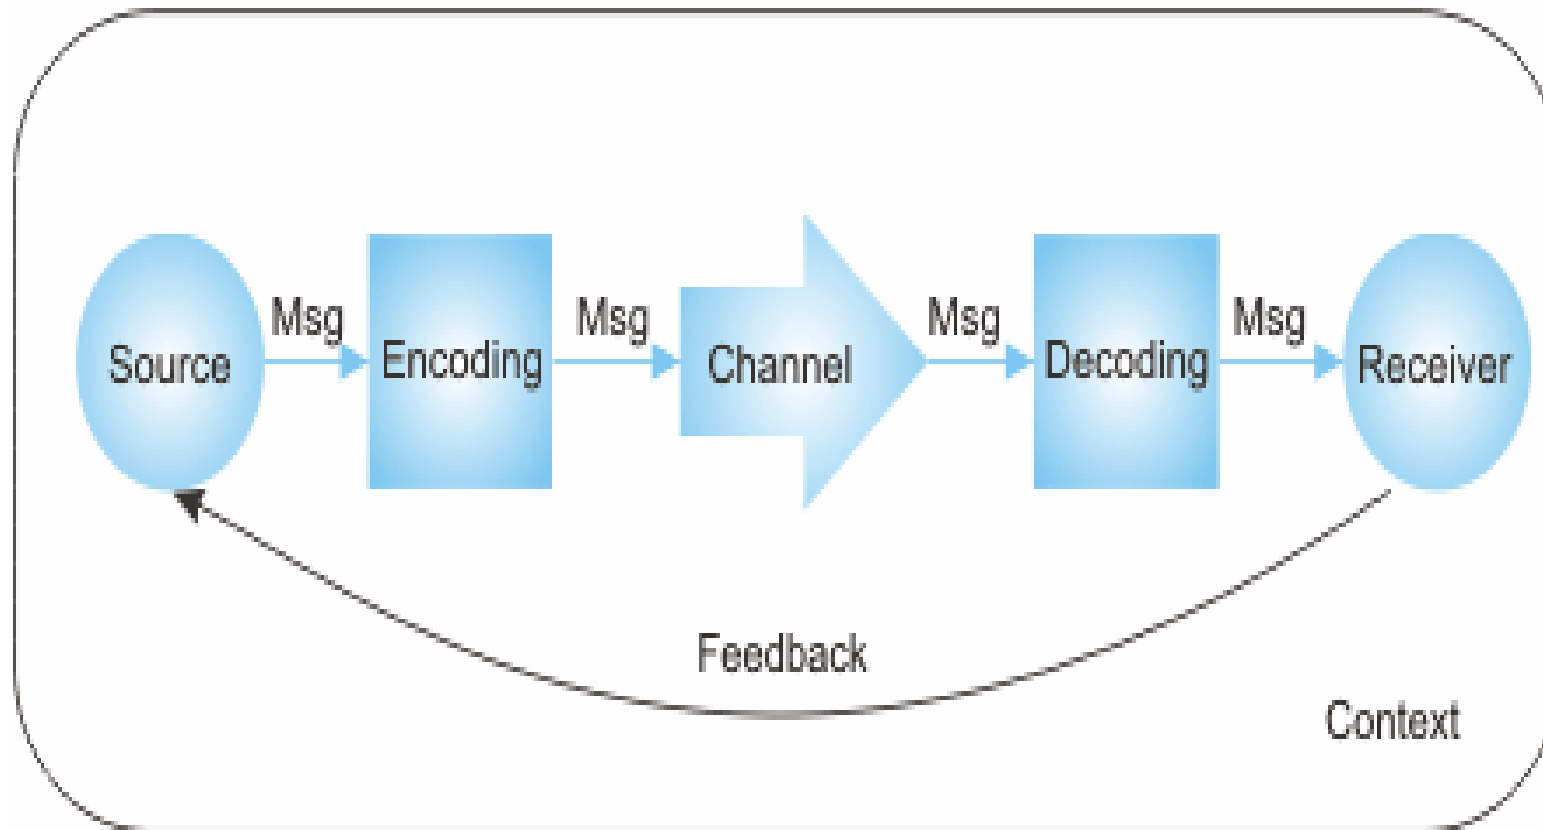 Msg
Msg
Msg
Msg
Source
Encoding
Channel
Decoding
Receiver
Feedback
Context